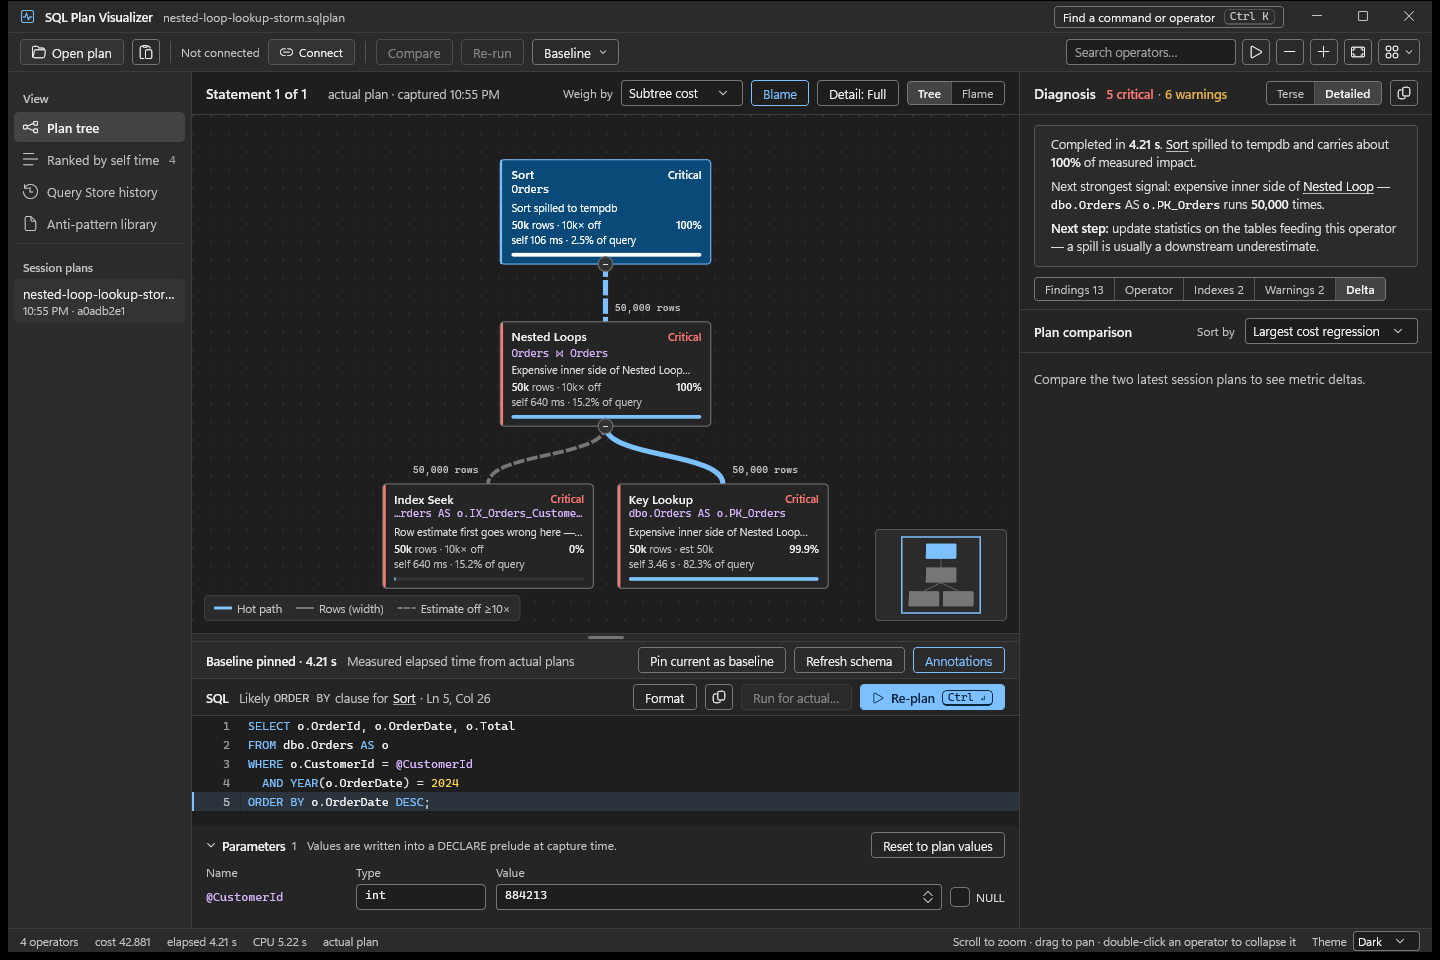 SQL Plan Visualizer nested-loop-lookup-storm.sqlplan
Find a command or operator Ctrl K
Open plan
Not connected
Connect
Compare
Re-run
Baseline
Search operators...
View
Plan tree
Ranked by self time 4
Query Store history
Anti-pattern library
Session plans
nested-loop-lookup-stor...
10:55 PM · a0adb2e1
Statement 1 of 1 actual plan · captured 10:55 PM
Weigh by Subtree cost
Blame
Detail: Full
Tree Flame
Sort Critical
Orders
Sort spilled to tempdb
50k rows · 10k× off 100%
self 106 ms · 2.5% of query
50,000 rows
Nested Loops Critical
Orders ⋈ Orders
Expensive inner side of Nested Loop...
50k rows · 10k× off 100%
self 640 ms · 15.2% of query
50,000 rows
50,000 rows
Index Seek Critical
…rders AS o.IX_Orders_Custome…
Row estimate first goes wrong here —...
50k rows · 10k× off 0%
self 640 ms · 15.2% of query
Key Lookup Critical
dbo.Orders AS o.PK_Orders
Expensive inner side of Nested Loop...
50k rows · est 50k 99.9%
self 3.46 s · 82.3% of query
Hot path Rows (width) Estimate off ≥10×
Baseline pinned · 4.21 s Measured elapsed time from actual plans
Pin current as baseline
Refresh schema
Annotations
SQL Likely ORDER BY clause for Sort · Ln 5, Col 26
Format
Run for actual...
Re-plan Ctrl ↲
1 SELECT o.OrderId, o.OrderDate, o.Total
2 FROM dbo.Orders AS o
3 WHERE o.CustomerId = @CustomerId
4 AND YEAR(o.OrderDate) = 2024
5 ORDER BY o.OrderDate DESC;
Parameters 1 Values are written into a DECLARE prelude at capture time.
Reset to plan values
Name Type Value
@CustomerId int 884213 NULL
Diagnosis 5 critical · 6 warnings
Terse Detailed
Completed in 4.21 s. Sort spilled to tempdb and carries about
100% of measured impact.
Next strongest signal: expensive inner side of Nested Loop —
dbo.Orders AS o.PK_Orders runs 50,000 times.
Next step: update statistics on the tables feeding this operator
— a spill is usually a downstream underestimate.
Findings 13 Operator Indexes 2 Warnings 2 Delta
Plan comparison Sort by Largest cost regression
Compare the two latest session plans to see metric deltas.
4 operators cost 42.881 elapsed 4.21 s CPU 5.22 s actual plan
Scroll to zoom · drag to pan · double-click an operator to collapse it Theme Dark